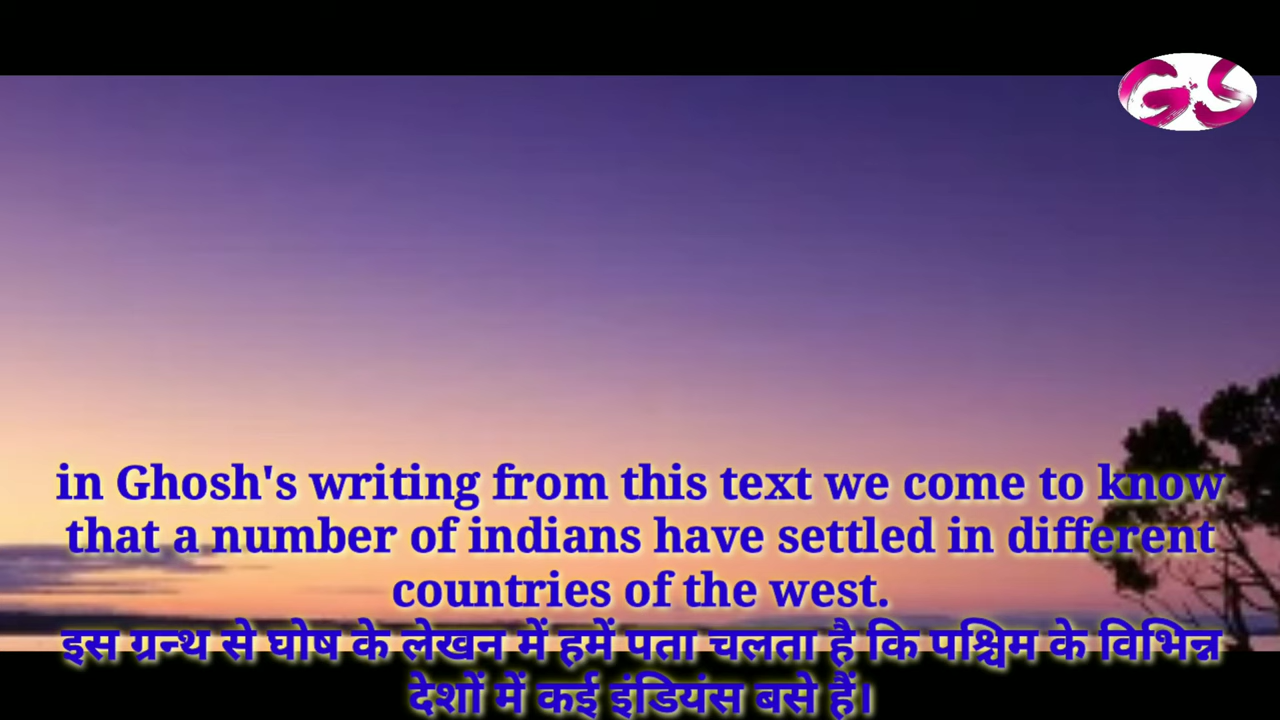 GS
in Ghosh's writing from this text we come to know
that a number of indians have settled in different
countries of the west.
इस ग्रन्थ से घोष के लेखन में हमें पता चलता है कि पश्चिम के विभिन्न
देशों में कई इंडियंस बसे हैं।